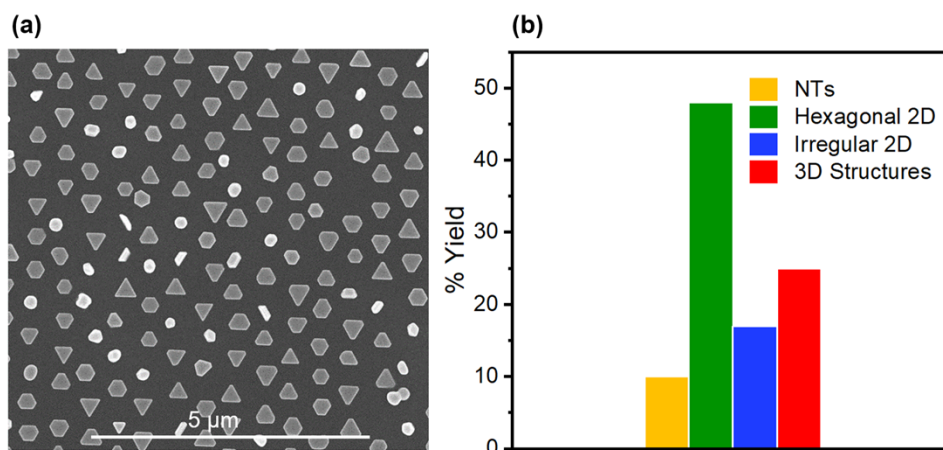 (a)
5 µm
(b)
% Yield
50
40
30
20
10
0
NTs
Hexagonal 2D
Irregular 2D
3D Structures